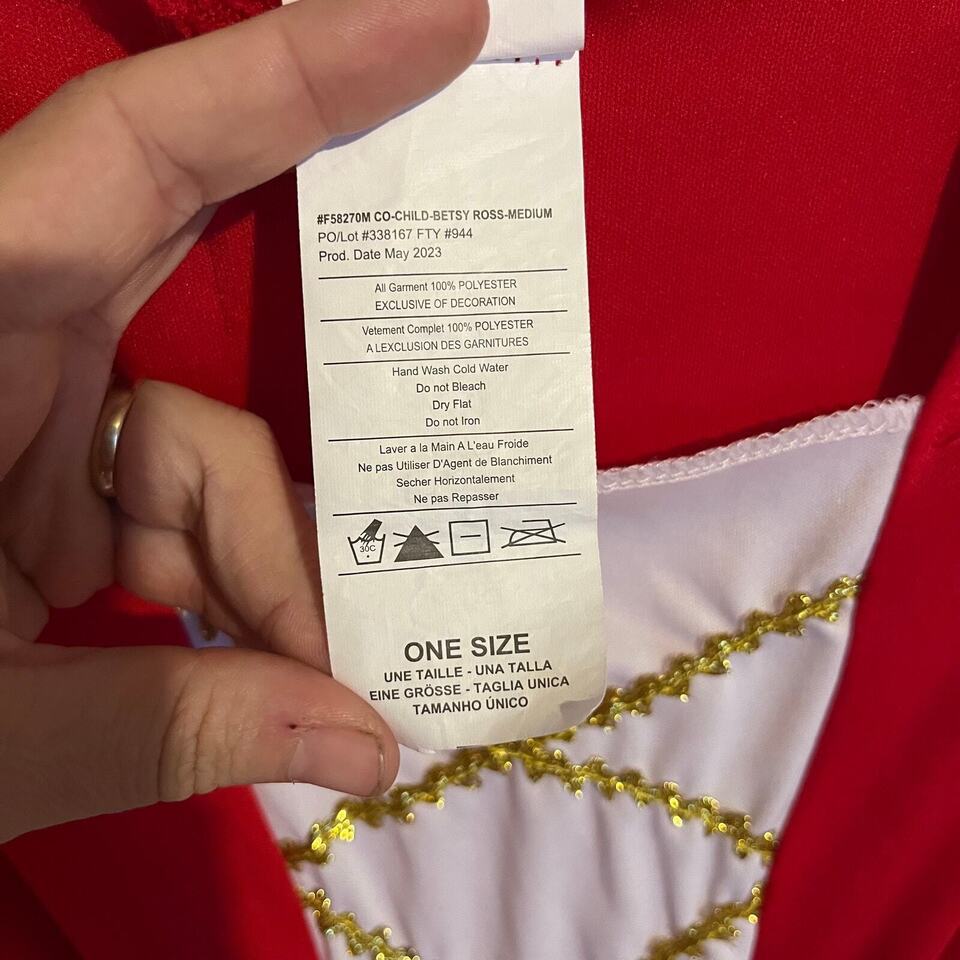 #F58270M CO-CHILD-BETSY ROSS-MEDIUM
PO/Lot #338167 FTY #944
Prod. Date May 2023
All Garment 100% POLYESTER
EXCLUSIVE OF DECORATION
Vetement Complet 100% POLYESTER
A LEXCLUSION DES GARNITURES
Hand Wash Cold Water
Do not Bleach
Dry Flat
Do not Iron
Laver a la Main A L'eau Froide
Ne pas Utiliser D'Agent de Blanchiment
Secher Horizontalement
Ne pas Repasser
30C
ONE SIZE
UNE TAILLE - UNA TALLA
EINE GRÖSSE - TAGLIA UNICA
TAMANHO ÚNICO